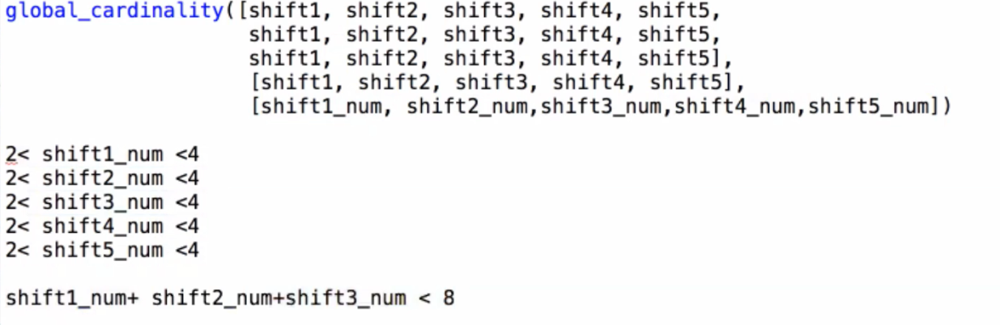 global_cardinality([shift1, shift2, shift3, shift4, shift5,
shift1, shift2, shift3, shift4, shift5,
shift1, shift2, shift3, shift4, shift5],
[shift1, shift2, shift3, shift4, shift5],
[shift1_num, shift2_num,shift3_num,shift4_num,shift5_num])
2< shift1_num <4
2< shift2_num <4
2< shift3_num <4
2< shift4_num <4
2< shift5_num <4
shift1_num+ shift2_num+shift3_num < 8